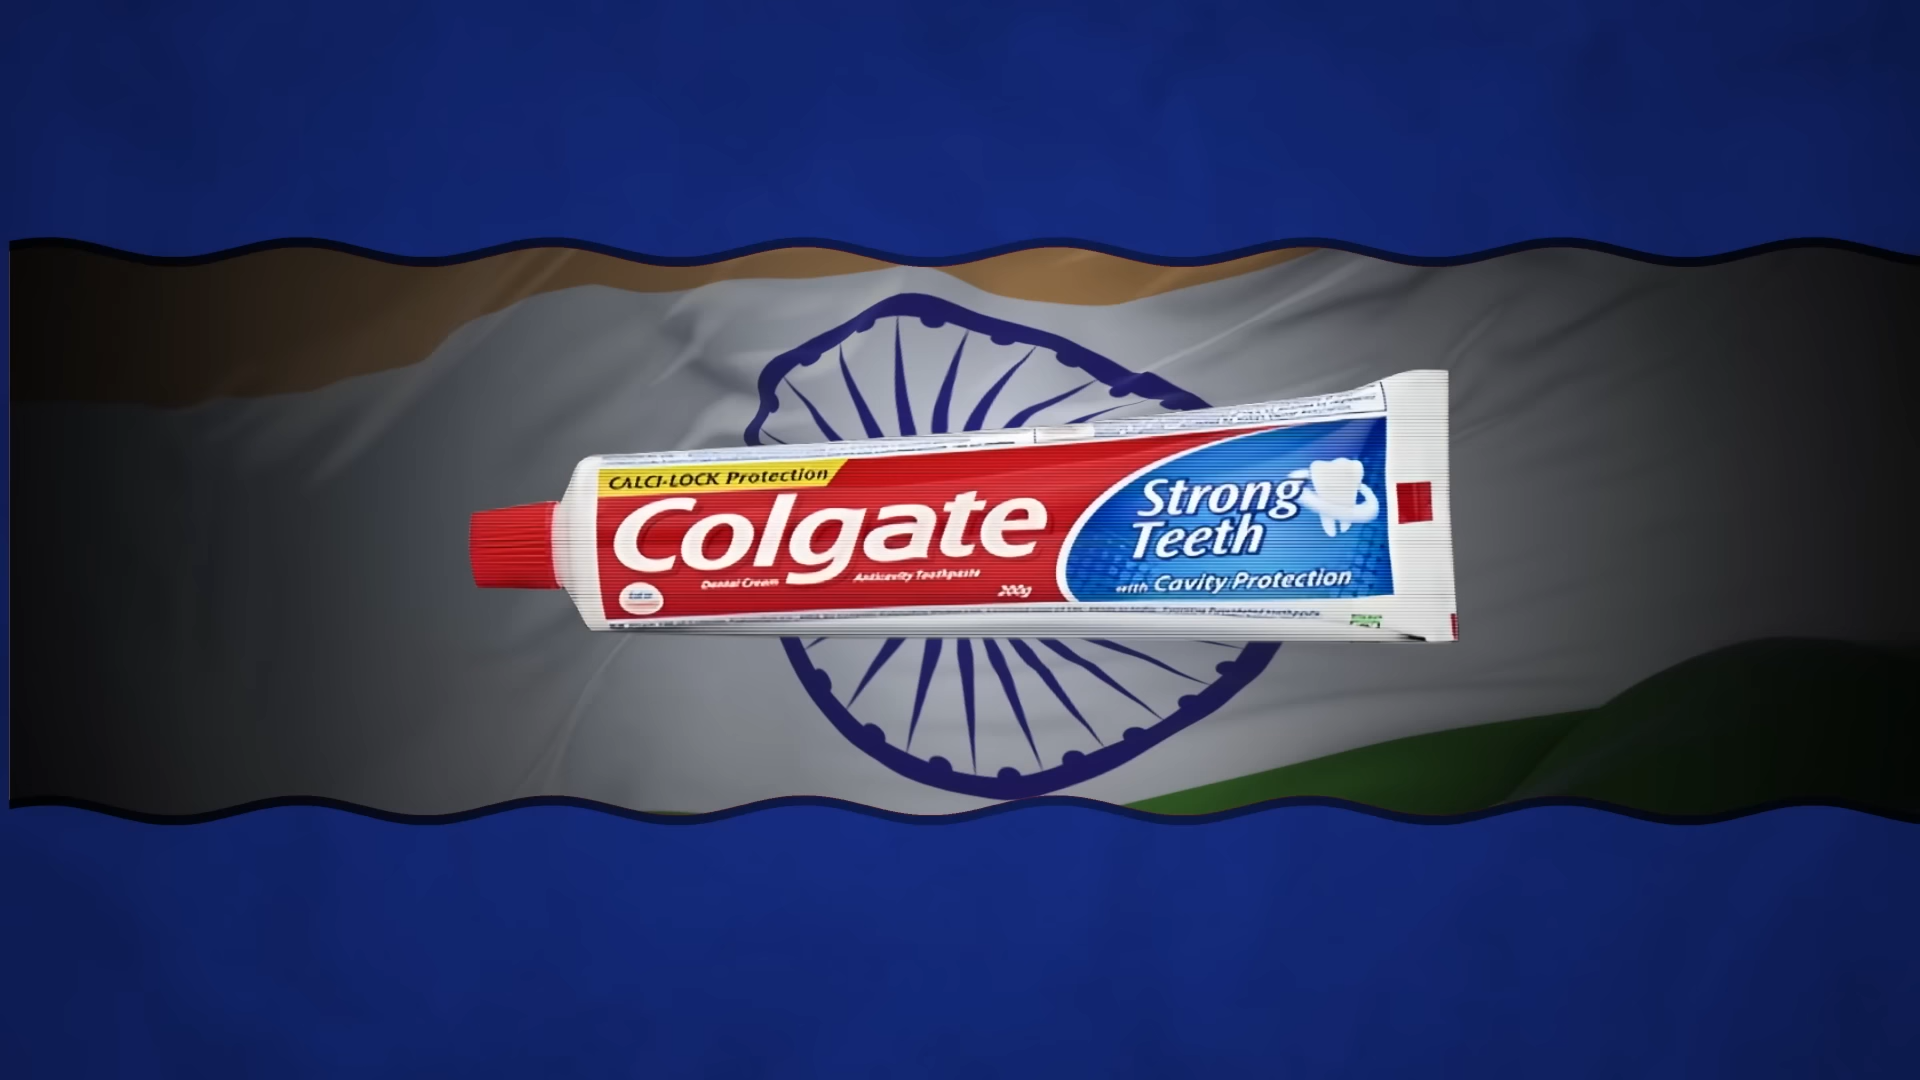 CALCI-LOCK Protection
Colgate
Dental Cream
Anticavity Toothpaste
200g
Strong
Teeth
with Cavity Protection